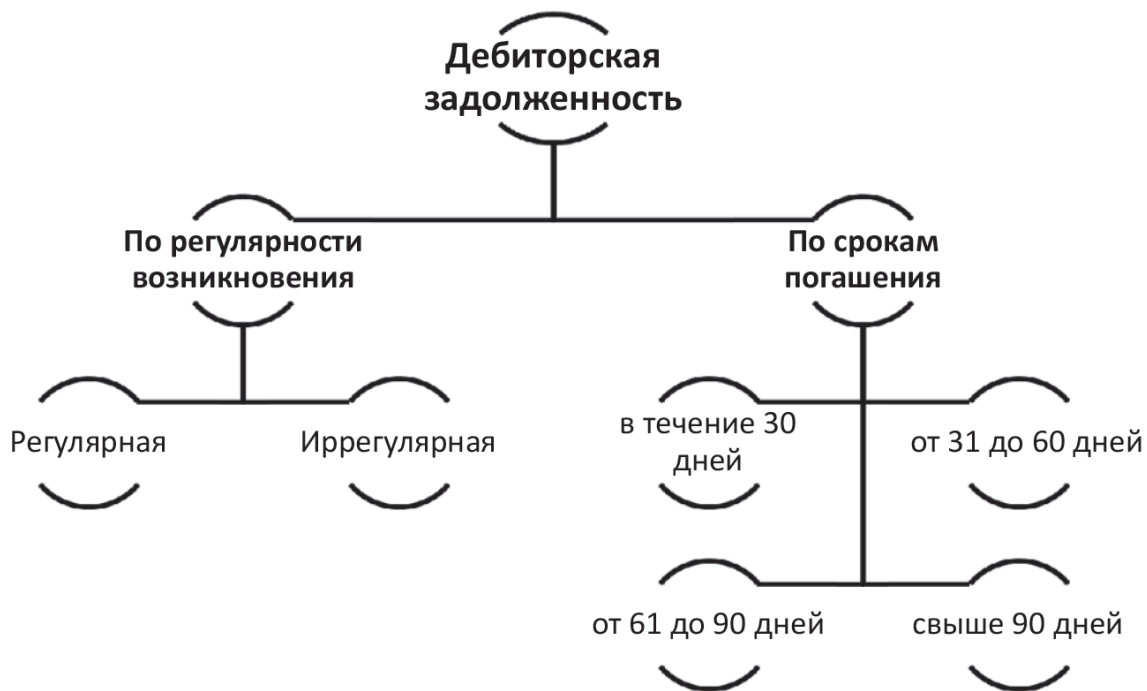 Дебиторская
задолженность
По регулярности
возникновения
По срокам
погашения
Регулярная
Иррегулярная
в течение 30
дней
от 31 до 60 дней
от 61 до 90 дней
свыше 90 дней